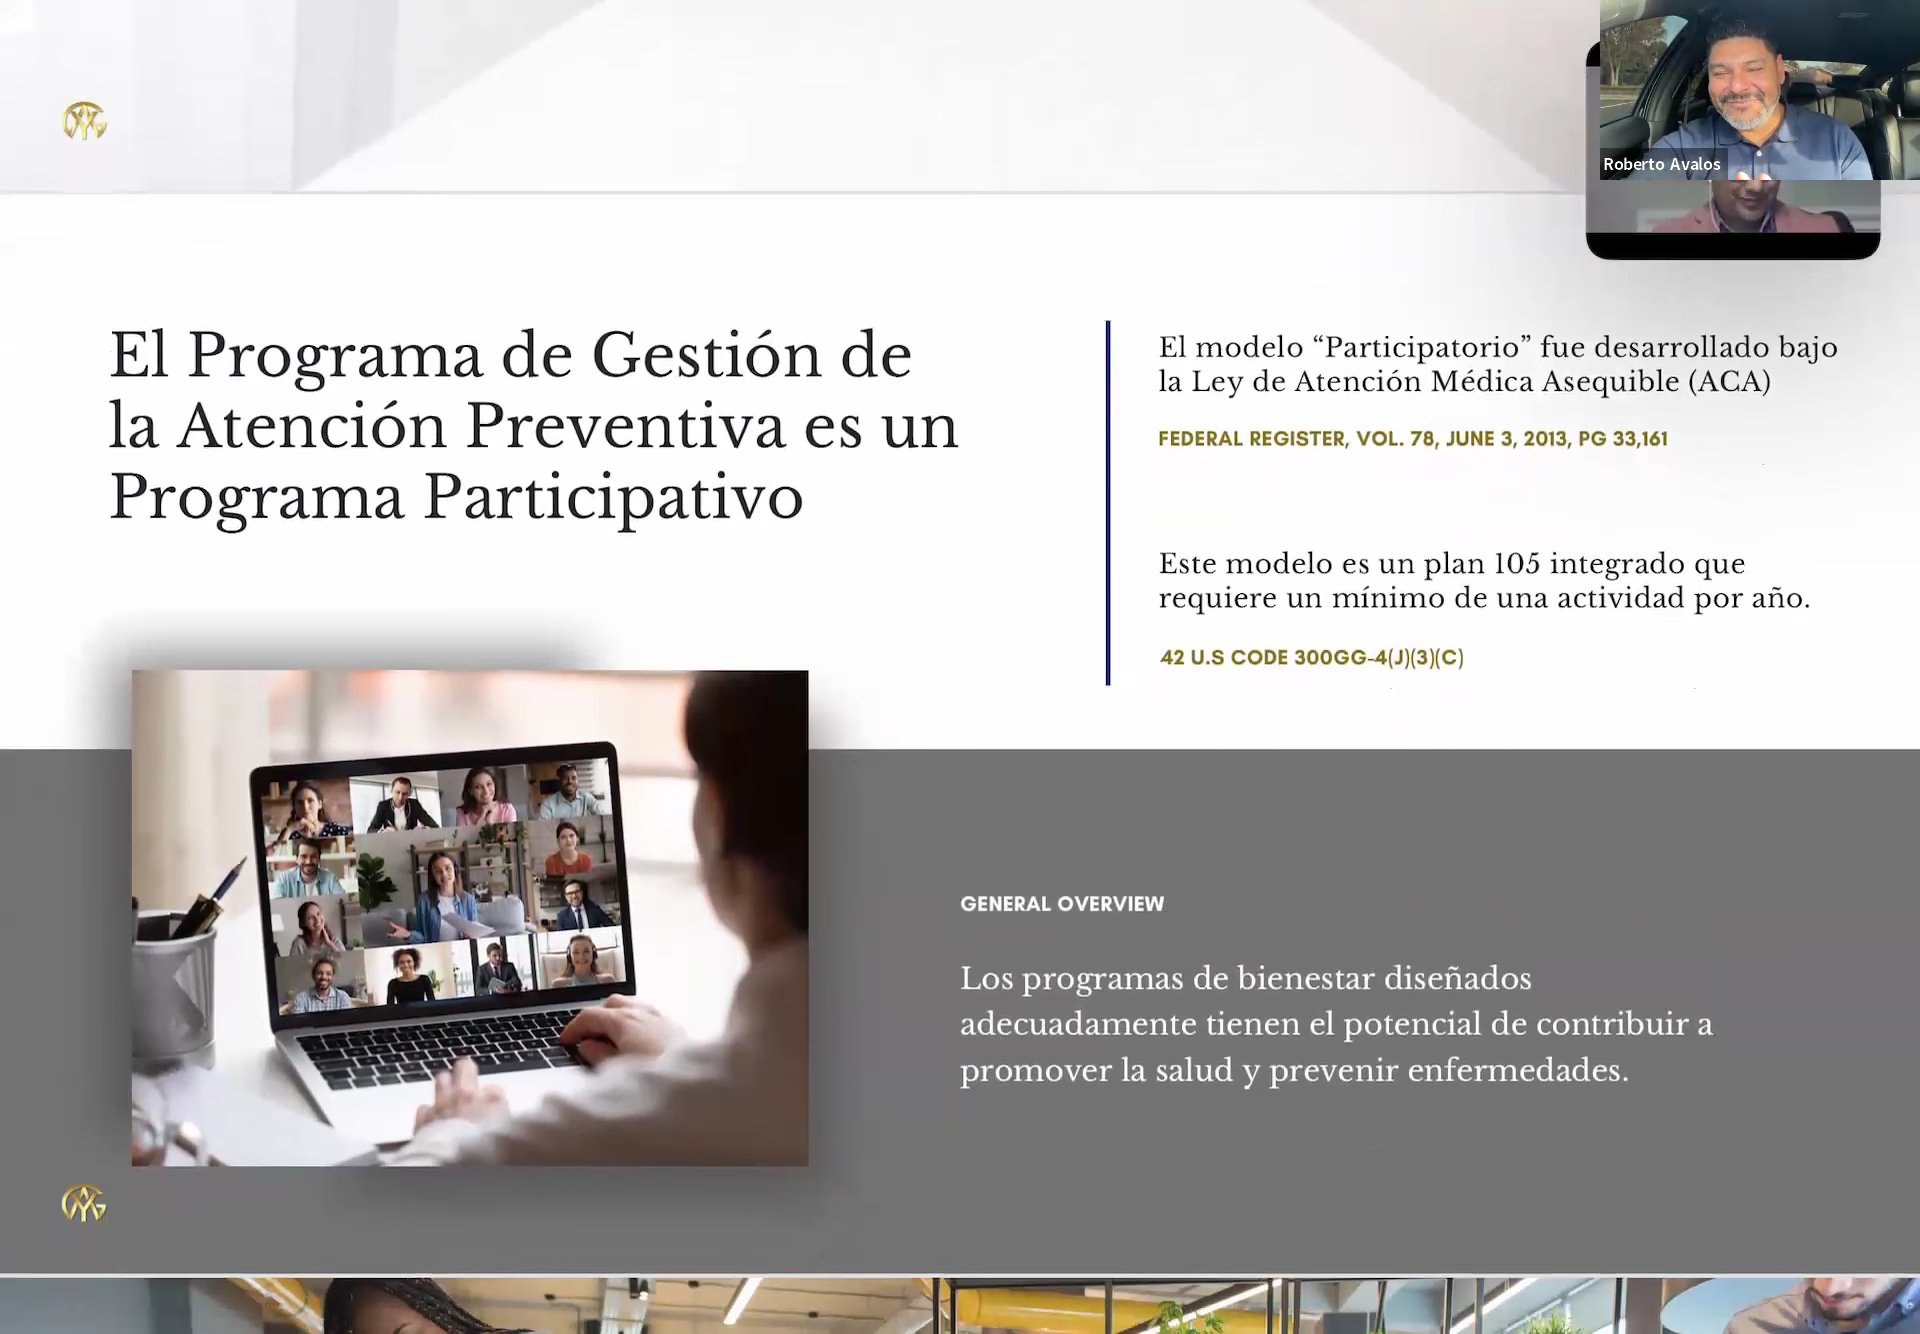 Roberto Avalos
El Programa de Gestión de
la Atención Preventiva es un
Programa Participativo
El modelo “Participatorio” fue desarrollado bajo
la Ley de Atención Médica Asequible (ACA)
FEDERAL REGISTER, VOL. 78, JUNE 3, 2013, PG 33,161
Este modelo es un plan 105 integrado que
requiere un mínimo de una actividad por año.
42 U.S CODE 300GG-4(J)(3)(C)
GENERAL OVERVIEW
Los programas de bienestar diseñados
adecuadamente tienen el potencial de contribuir a
promover la salud y prevenir enfermedades.